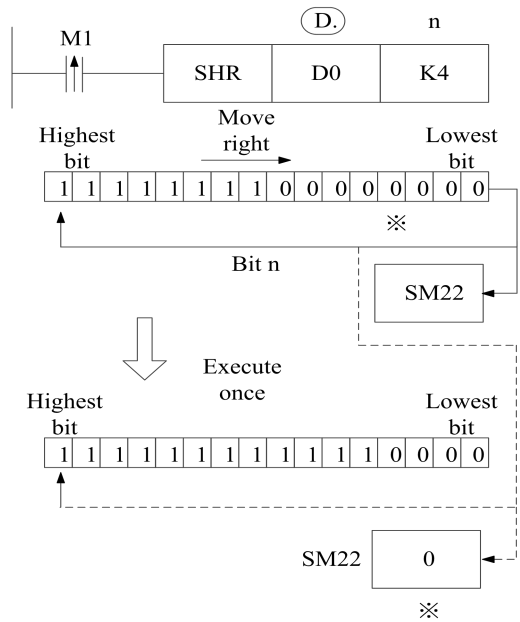 D. n
M1
SHR D0 K4
Move
right
Highest
bit
Lowest
bit
1 1 1 1 1 1 1 1 0 0 0 0 0 0 0 0
※
Bit n
SM22
Execute
once
Highest
bit
Lowest
bit
1 1 1 1 1 1 1 1 1 1 1 1 0 0 0 0
SM22 0
※